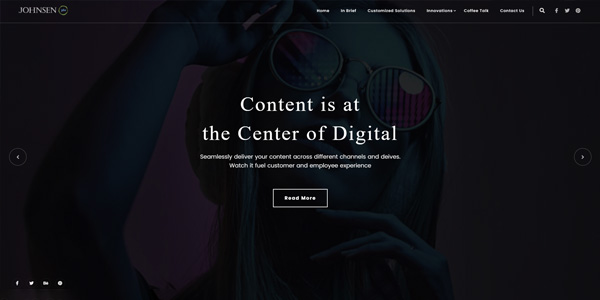 JOHNSEN
Home In Brief Customized Solutions Innovations Coffee Talk Contact Us
Content is at
the Center of Digital
Seamlessly deliver your content across different channels and deives.
Watch it fuel customer and employee experience
Read More
Bē